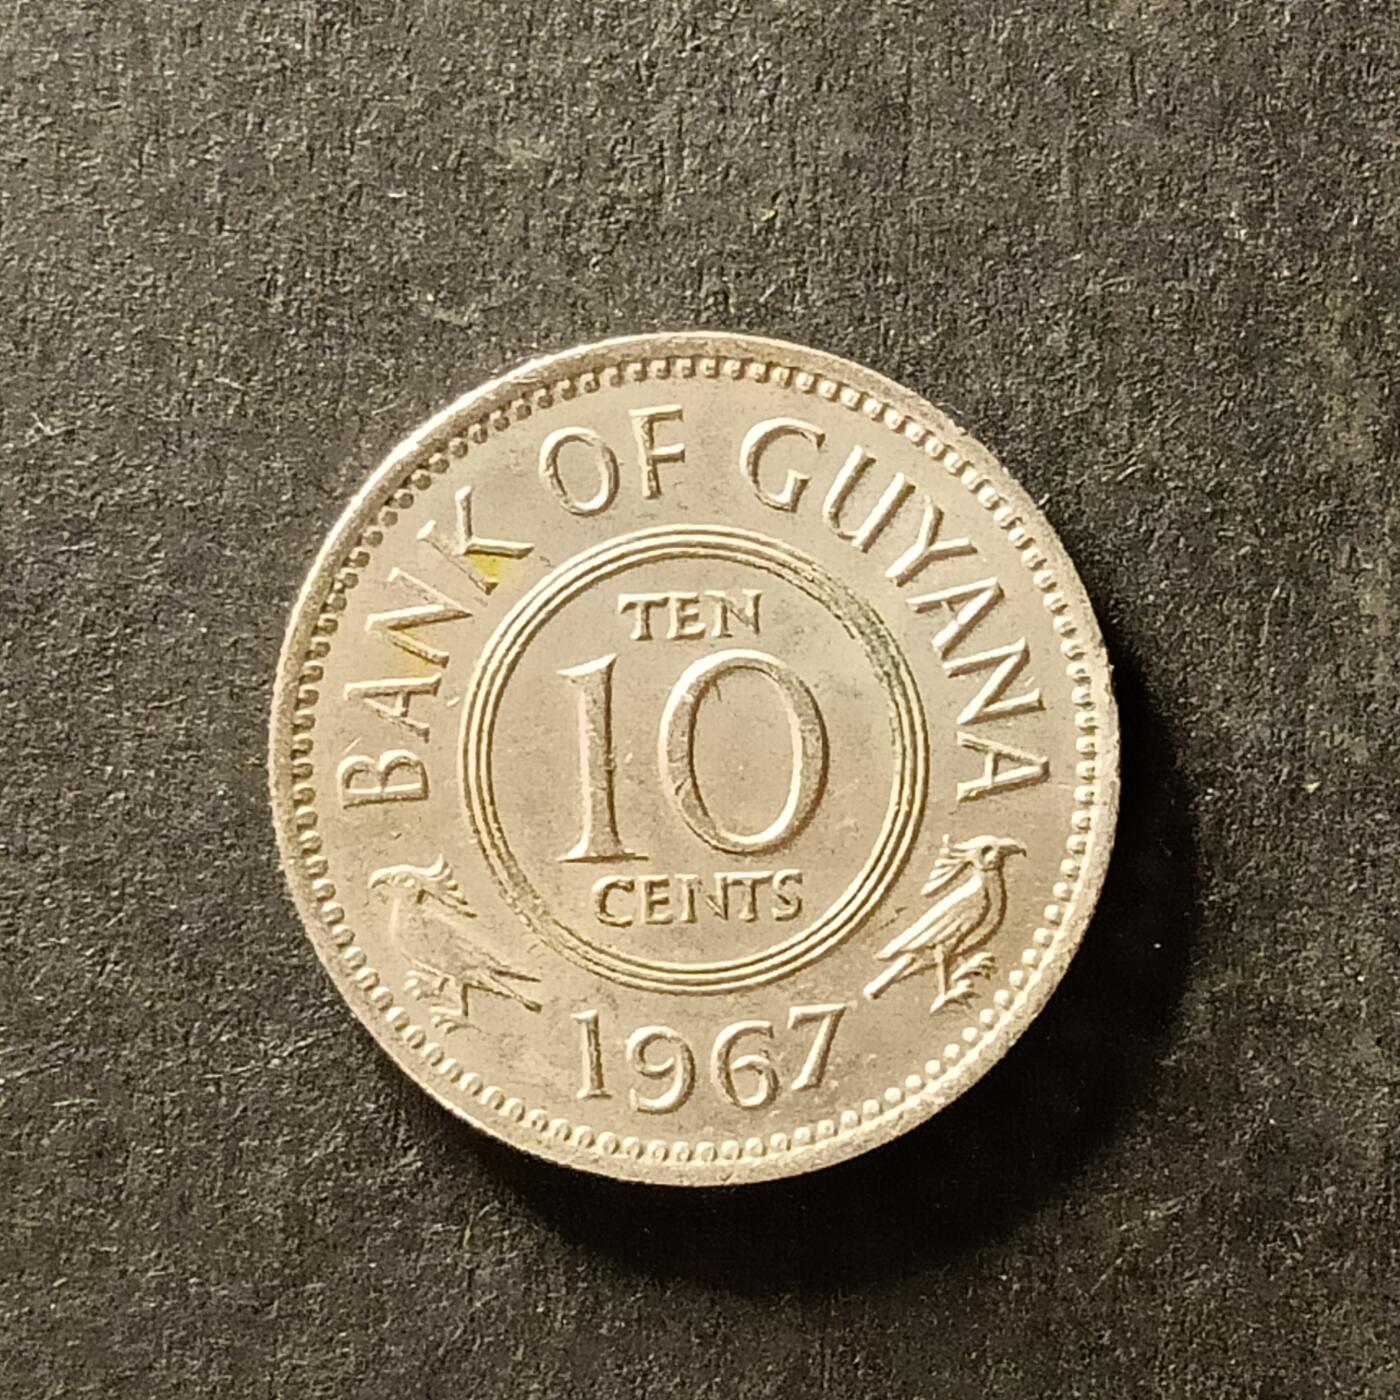 BANK OF GUYANA
TEN
10
CENTS
1967